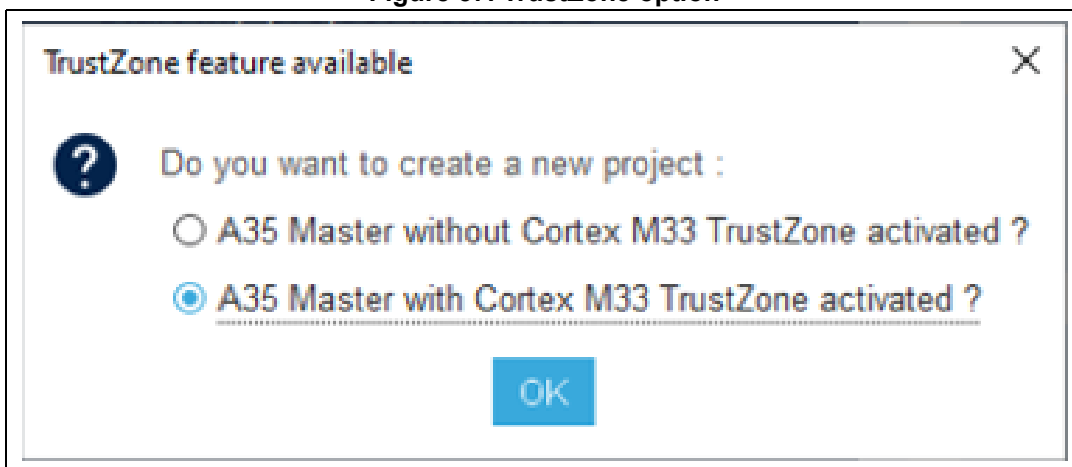 TrustZone feature available
?
Do you want to create a new project :
A35 Master without Cortex M33 TrustZone activated ?
A35 Master with Cortex M33 TrustZone activated ?
OK